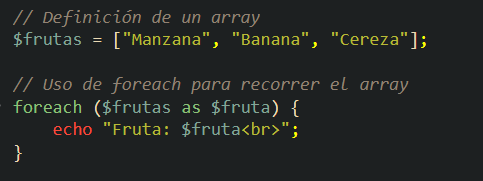 // Definición de un array
$frutas = ["Manzana", "Banana", "Cereza"];
// Uso de foreach para recorrer el array
foreach ($frutas as $fruta) {
echo "Fruta: $fruta<br>";
}